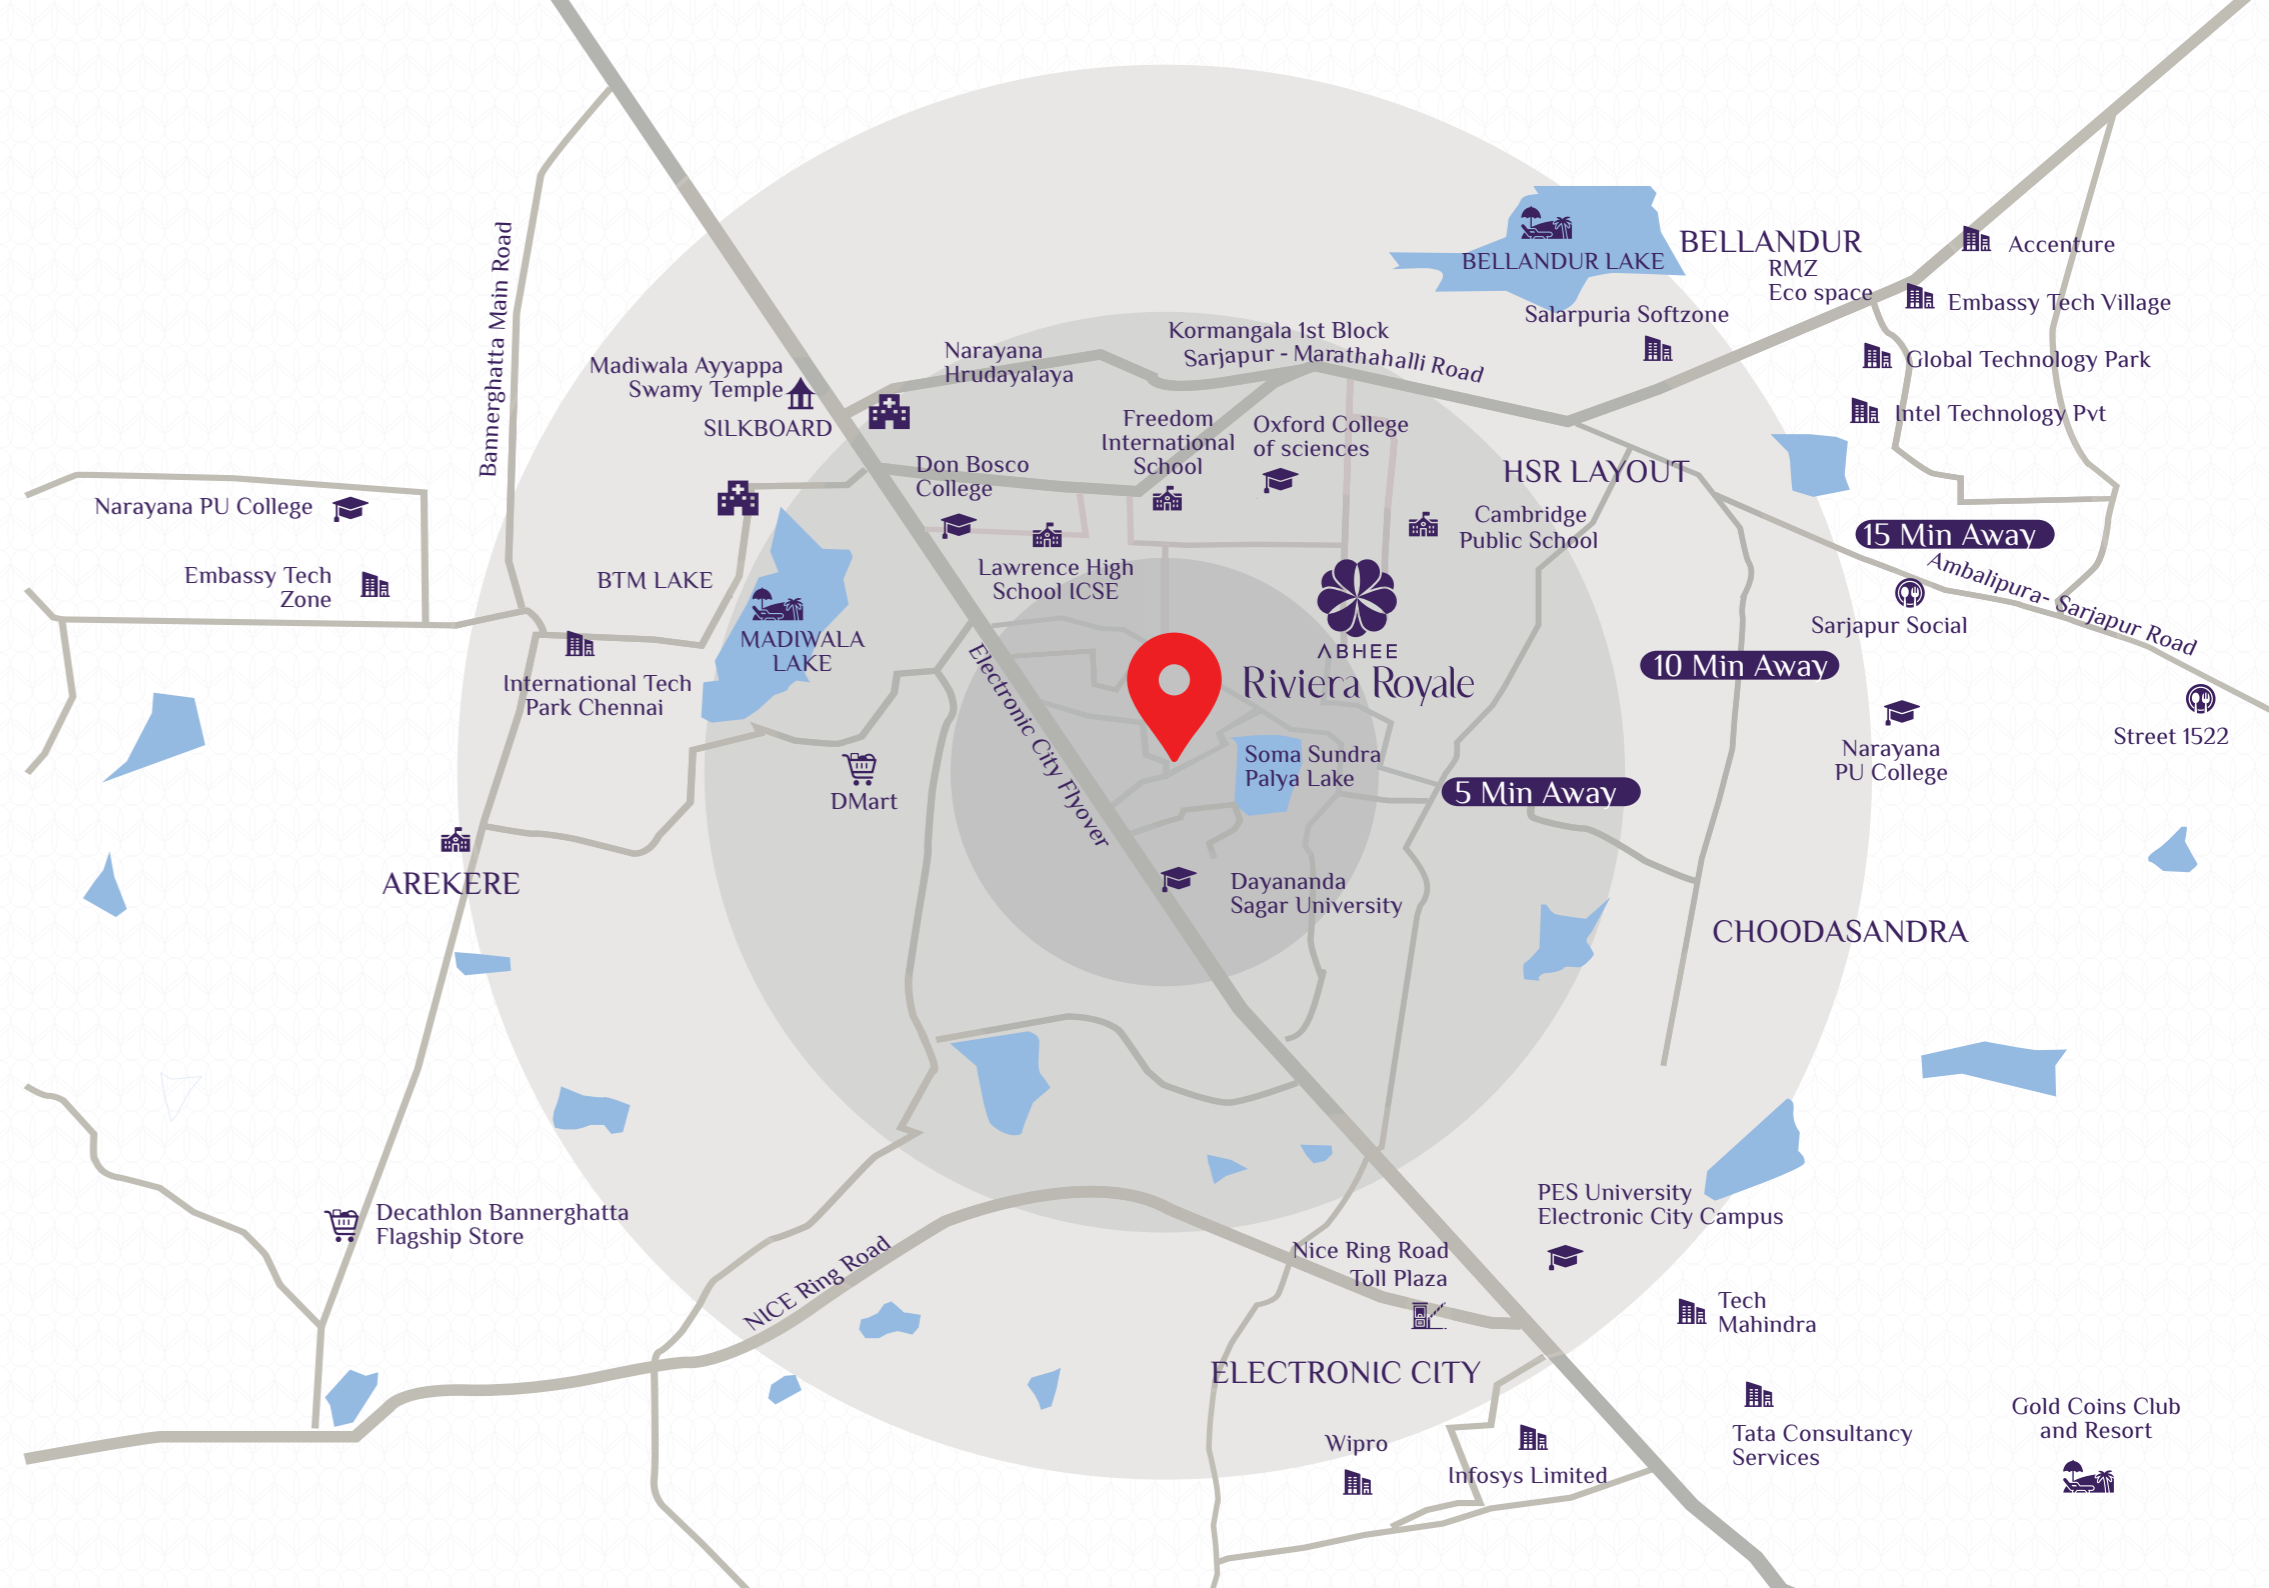 BELLANDUR
RMZ
Eco space
BELLANDUR LAKE
Accenture
Embassy Tech Village
Salarpuria Softzone
Global Technology Park
Intel Technology Pvt
Bannerghatta Main Road
Kormangala 1st Block
Sarjapur - Marathahalli Road
Narayana
Hrudayalaya
Madiwala Ayyappa
Swamy Temple
SILKBOARD
Freedom
International
School
Oxford College
of sciences
Don Bosco
College
HSR LAYOUT
Narayana PU College
Cambridge
Public School
15 Min Away
Ambalipura- Sarjapur Road
Embassy Tech
Zone
BTM LAKE
Lawrence High
School ICSE
MADIWALA
LAKE
Sarjapur Social
ABHEE
Riviera Royale
10 Min Away
International Tech
Park Chennai
Electronic City Flyover
Street 1522
Narayana
PU College
Soma Sundra
Palya Lake
5 Min Away
DMart
AREKERE
Dayananda
Sagar University
CHOODASANDRA
PES University
Electronic City Campus
Decathlon Bannerghatta
Flagship Store
NICE Ring Road
Nice Ring Road
Toll Plaza
Tech
Mahindra
ELECTRONIC CITY
Gold Coins Club
and Resort
Wipro
Infosys Limited
Tata Consultancy
Services